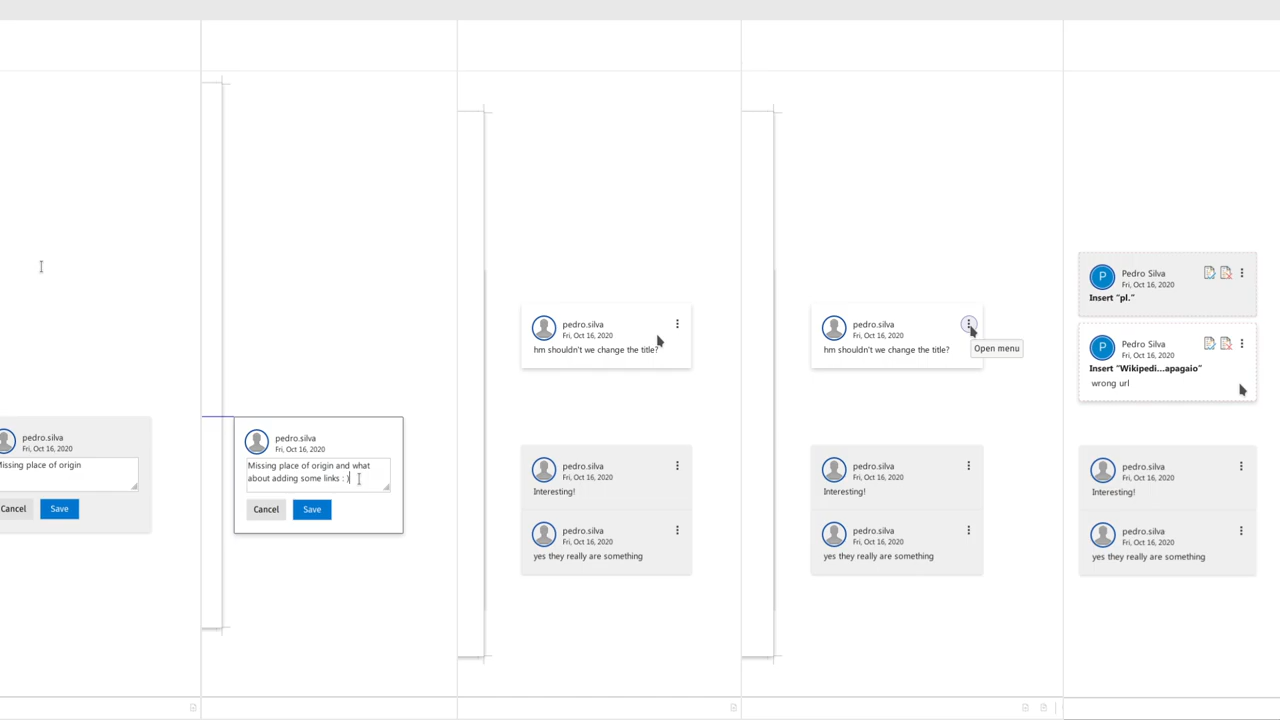 pedro.silva
Fri, Oct 16, 2020
Missing place of origin
Cancel
Save
pedro.silva
Fri, Oct 16, 2020
Missing place of origin and what
about adding some links : )
Cancel
Save
pedro.silva
Fri, Oct 16, 2020
hm shouldn't we change the title?
pedro.silva
Fri, Oct 16, 2020
Interesting!
pedro.silva
Fri, Oct 16, 2020
yes they really are something
pedro.silva
Fri, Oct 16, 2020
hm shouldn't we change the title?
Open menu
pedro.silva
Fri, Oct 16, 2020
Interesting!
pedro.silva
Fri, Oct 16, 2020
yes they really are something
P
Pedro Silva
Fri, Oct 16, 2020
Insert "pl."
P
Pedro Silva
Fri, Oct 16, 2020
Insert "Wikipedi...apagaio"
wrong url
pedro.silva
Fri, Oct 16, 2020
Interesting!
pedro.silva
Fri, Oct 16, 2020
yes they really are something